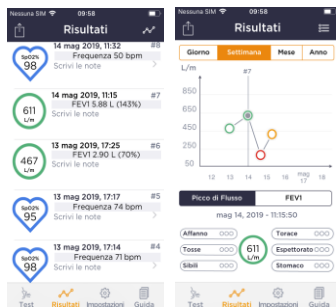 Nessuna SIM 09:58
Risultati
14 mag 2019, 11:32 #8
SpO2%
98
Frequenza 50 bpm
Scrivi le note
14 mag 2019, 11:15 #7
611
L/m
FEV1 5.88 L (143%)
Scrivi le note
13 mag 2019, 17:25 #6
467
L/m
FEV1 2.90 L (70%)
Scrivi le note
13 mag 2019, 17:17 #5
SpO2%
95
Frequenza 74 bpm
Scrivi le note
13 mag 2019, 17:14 #4
SpO2%
98
Frequenza 71 bpm
Scrivi le note
Test Risultati Impostazioni Guida
Nessuna SIM 09:58
Risultati
Giorno Settimana Mese Anno
L/m
#7
850
650
450
250
50
12 13 14 15 16 mag 17 18
Picco di Flusso FEV1
mag 14, 2019 - 11:15:50
Affanno Torace
Tosse 611 L/m Espettorato
Sibili Stomaco
Test Risultati Impostazioni Guida